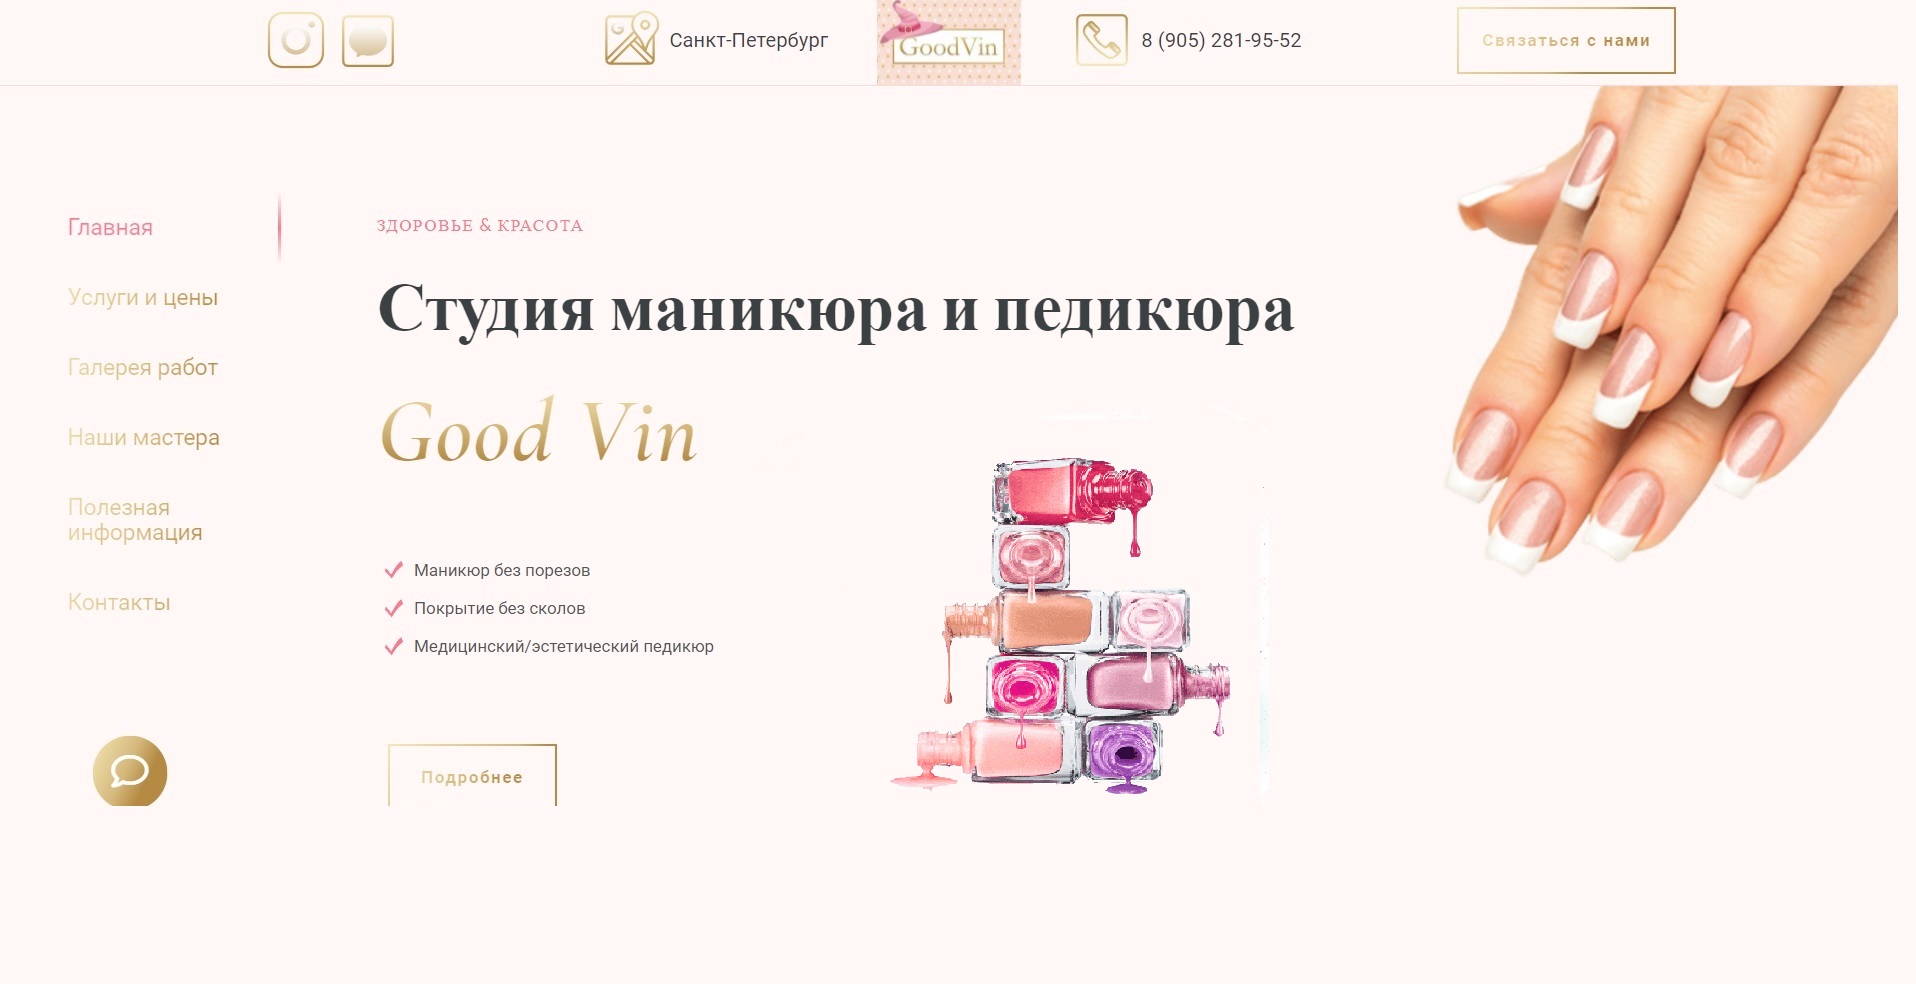 Санкт-Петербург
GoodVin
8 (905) 281-95-52
Связаться с нами
Главная
Услуги и цены
Галерея работ
Наши мастера
Полезная
информация
Контакты
ЗДОРОВЬЕ & КРАСОТА
Студия маникюра и педикюра
Good Vin
Маникюр без порезов
Покрытие без сколов
Медицинский/эстетический педикюр
Подробнее